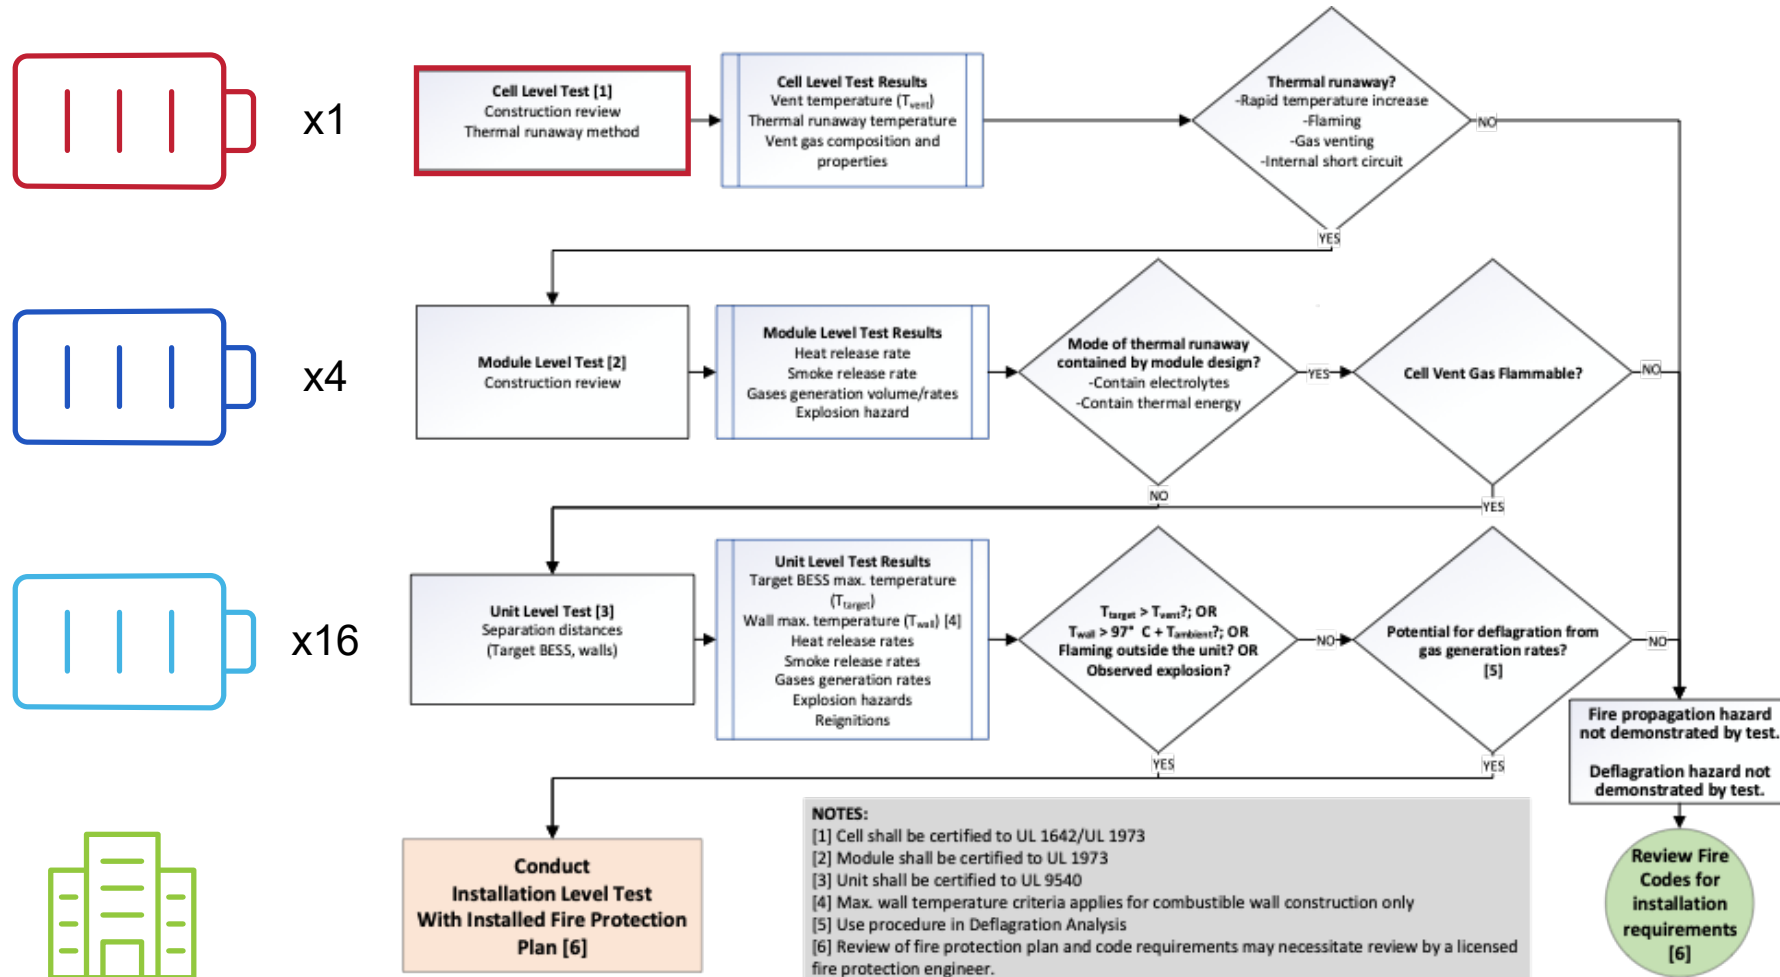 x1
Cell Level Test [1]
Construction review
Thermal runaway method
Cell Level Test Results
Vent temperature (Tvent)
Thermal runaway temperature
Vent gas composition and
properties
Thermal runaway?
-Rapid temperature increase
-Flaming
-Gas venting
-Internal short circuit
NO
YES
x4
Module Level Test [2]
Construction review
Module Level Test Results
Heat release rate
Smoke release rate
Gases generation volume/rates
Explosion hazard
Mode of thermal runaway
contained by module design?
-Contain electrolytes
-Contain thermal energy
YES
Cell Vent Gas Flammable?
NO
NO
YES
x16
Unit Level Test [3]
Separation distances
(Target BESS, walls)
Unit Level Test Results
Target BESS max. temperature
(Ttarget)
Wall max. temperature (Twall) [4]
Heat release rates
Smoke release rates
Gases generation rates
Explosion hazards
Reignitions
Ttarget > Tvent?; OR
Twall > 97° C + Tambient?; OR
Flaming outside the unit? OR
Observed explosion?
NO
Potential for deflagration from
gas generation rates?
[5]
NO
YES
YES
Fire propagation hazard
not demonstrated by test.
Deflagration hazard not
demonstrated by test.
Conduct
Installation Level Test
With Installed Fire Protection
Plan [6]
NOTES:
[1] Cell shall be certified to UL 1642/UL 1973
[2] Module shall be certified to UL 1973
[3] Unit shall be certified to UL 9540
[4] Max. wall temperature criteria applies for combustible wall construction only
[5] Use procedure in Deflagration Analysis
[6] Review of fire protection plan and code requirements may necessitate review by a licensed
fire protection engineer.
Review Fire
Codes for
installation
requirements
[6]